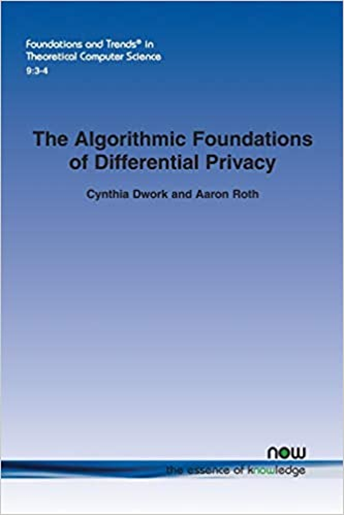 Foundations and Trends® in
Theoretical Computer Science
9:3-4
The Algorithmic Foundations
of Differential Privacy
Cynthia Dwork and Aaron Roth
now
the essence of knowledge